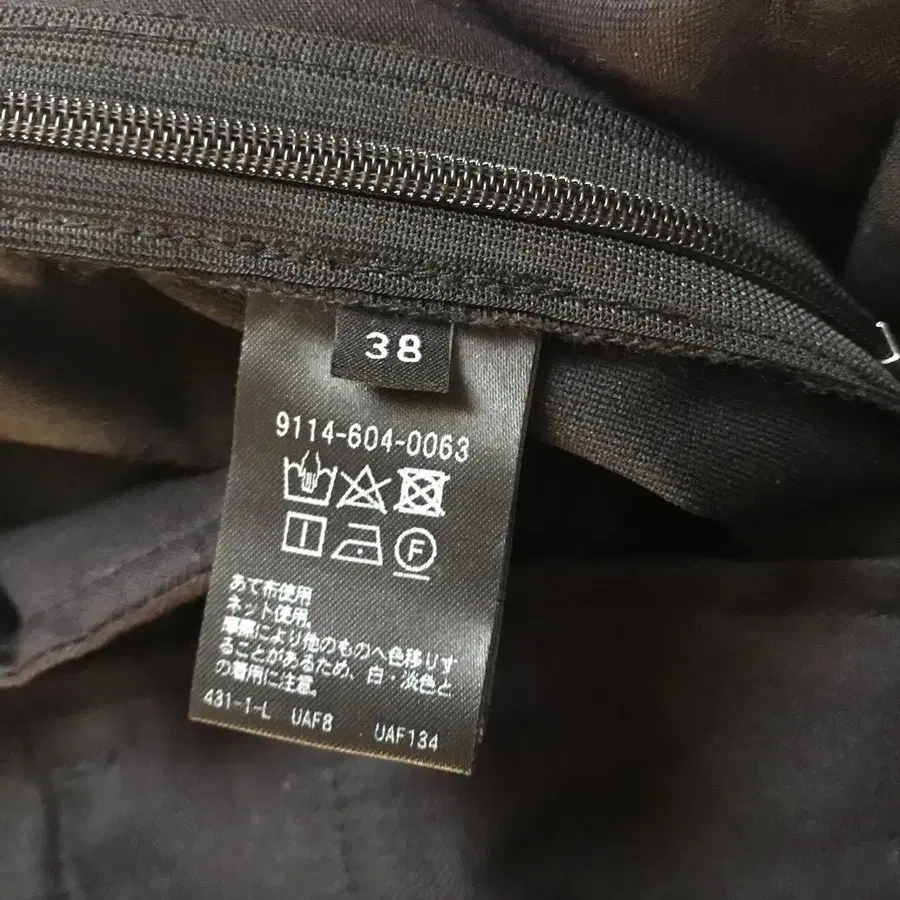 38
9114-604-0063
F
あて布使用
ネット使用。
摩擦により他のものへ色移りす
ることがあるため、白・淡色と
の着用に注意。
431-1-L UAF8 UAF134